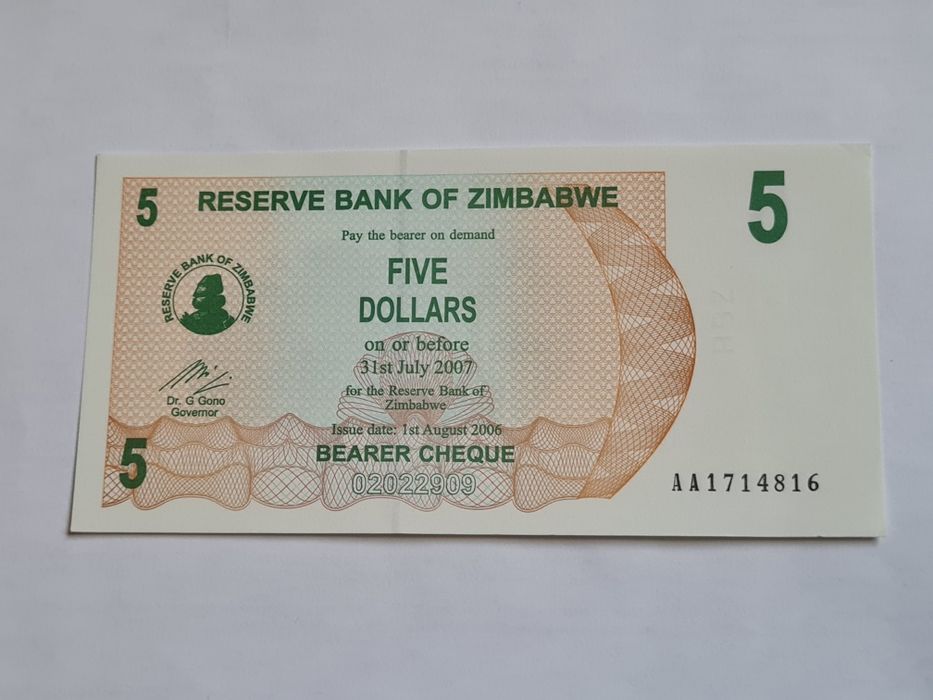 5
RESERVE BANK OF ZIMBABWE
5
Pay the bearer on demand
FIVE
DOLLARS
RESERVE BANK OF ZIMBABWE
on or before
31st July 2007
for the Reserve Bank of
Zimbabwe
Dr. G Gono
Governor
Issue date: 1st August 2006
5
BEARER CHEQUE
02022909
AA1714816